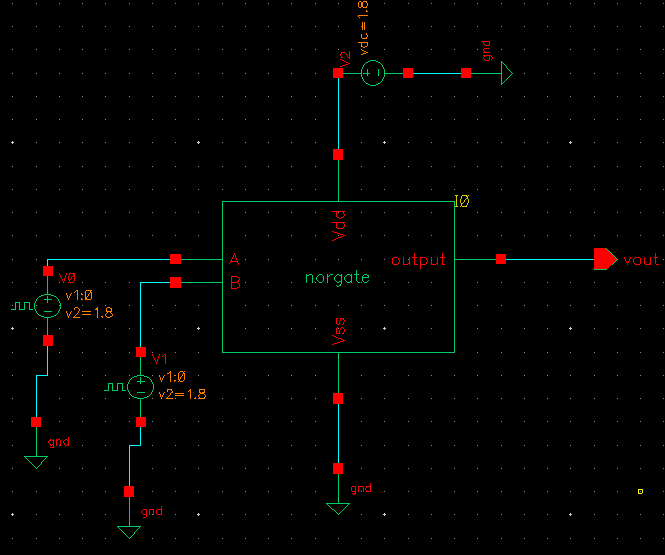 vdc=1.8
V2
gnd
I0
Vdd
A
output
vout
B
norgate
V0
v1:0
v2=1.8
Vss
V1
v1:0
v2=1.8
gnd
gnd
gnd